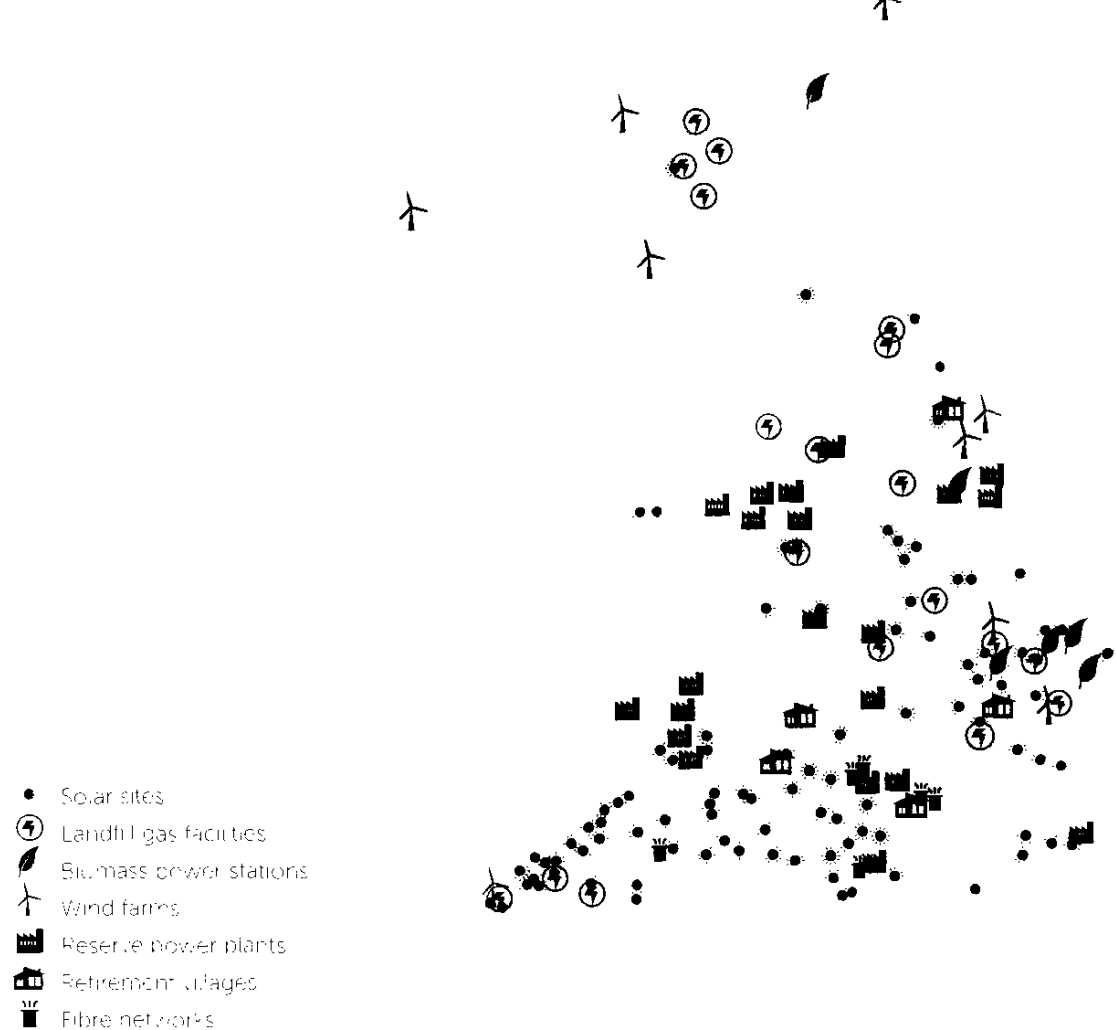 Solar sites
Landfill gas facilities
Biomass power stations
Wind farms
Reserve power plants
Retirement villages
Fibre networks